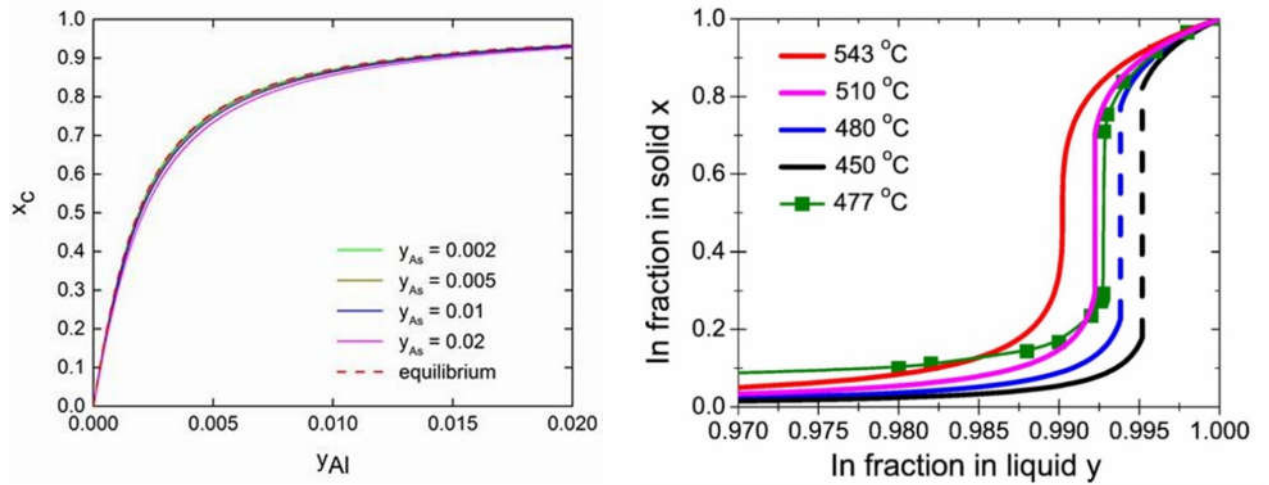 1.0
0.9
0.8
0.7
0.6
0.5
0.4
0.3
0.2
0.1
0.0
x_C
y_As = 0.002
y_As = 0.005
y_As = 0.01
y_As = 0.02
equilibrium
0.000 0.005 0.010 0.015 0.020
y_Al
1.0
0.8
0.6
0.4
0.2
0.0
In fraction in solid x
543 °C
510 °C
480 °C
450 °C
477 °C
0.970 0.975 0.980 0.985 0.990 0.995 1.000
In fraction in liquid y